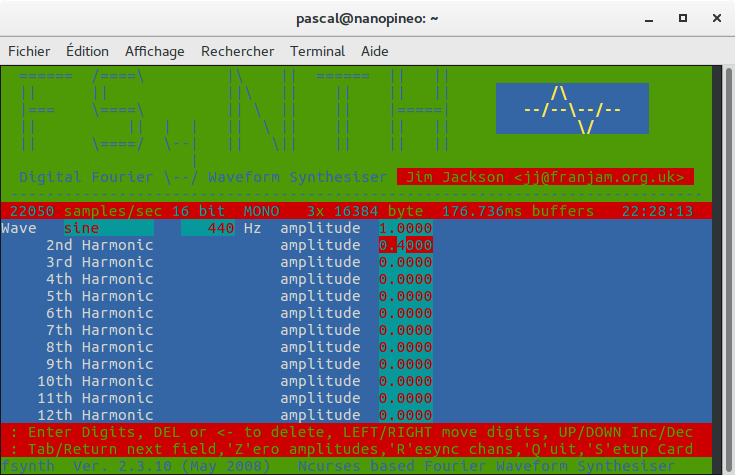 pascal@nanopineo: ~
Fichier Édition Affichage Rechercher Terminal Aide
Digital Fourier \--/ Waveform Synthesiser Jim Jackson <jj@franjam.org.uk>
22050 samples/sec 16 bit MONO 3x 16384 byte 176.736ms buffers 22:28:13
Wave sine 440 Hz amplitude 1.0000
2nd Harmonic amplitude 0.4000
3rd Harmonic amplitude 0.0000
4th Harmonic amplitude 0.0000
5th Harmonic amplitude 0.0000
6th Harmonic amplitude 0.0000
7th Harmonic amplitude 0.0000
8th Harmonic amplitude 0.0000
9th Harmonic amplitude 0.0000
10th Harmonic amplitude 0.0000
11th Harmonic amplitude 0.0000
12th Harmonic amplitude 0.0000
: Enter Digits, DEL or <- to delete, LEFT/RIGHT move digits, UP/DOWN Inc/Dec
: Tab/Return next field,'Z'ero amplitudes,'R'esync chans,'Q'uit,'S'etup Card
fsynth Ver. 2.3.10 (May 2008) Ncurses based Fourier Waveform Synthesiser